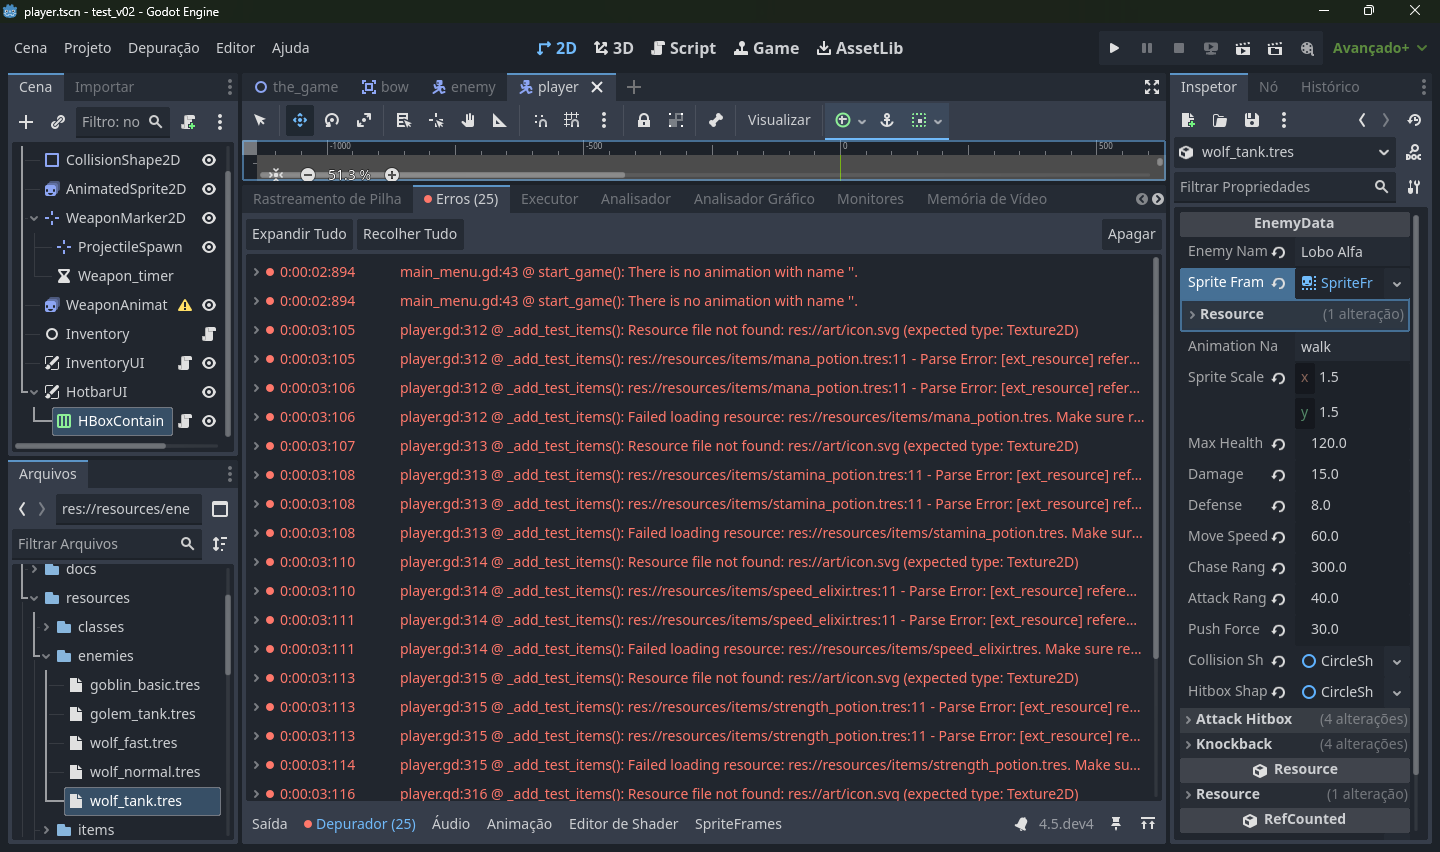 player.tscn - test_v02 - Godot Engine
Cena Projeto Depuração Editor Ajuda
2D 3D Script Game AssetLib
Avançado+
Cena Importar
Filtro: no
CollisionShape2D
AnimatedSprite2D
WeaponMarker2D
ProjectileSpawn
Weapon_timer
WeaponAnimat
Inventory
InventoryUI
HotbarUI
HBoxContain
Arquivos
res://resources/ene
Filtrar Arquivos
docs
resources
classes
enemies
goblin_basic.tres
golem_tank.tres
wolf_fast.tres
wolf_normal.tres
wolf_tank.tres
items
the_game bow enemy player
Visualizar
-1000 -500 0 500
51.3 %
Rastreamento de Pilha Erros (25) Executor Analisador Analisador Gráfico Monitores Memória de Vídeo
Expandir Tudo Recolher Tudo Apagar
0:00:02:894 main_menu.gd:43 @ start_game(): There is no animation with name ''.
0:00:02:894 main_menu.gd:43 @ start_game(): There is no animation with name ''.
0:00:03:105 player.gd:312 @ _add_test_items(): Resource file not found: res://art/icon.svg (expected type: Texture2D)
0:00:03:105 player.gd:312 @ _add_test_items(): res://resources/items/mana_potion.tres:11 - Parse Error: [ext_resource] refer...
0:00:03:106 player.gd:312 @ _add_test_items(): res://resources/items/mana_potion.tres:11 - Parse Error: [ext_resource] refer...
0:00:03:106 player.gd:312 @ _add_test_items(): Failed loading resource: res://resources/items/mana_potion.tres. Make sure r...
0:00:03:107 player.gd:313 @ _add_test_items(): Resource file not found: res://art/icon.svg (expected type: Texture2D)
0:00:03:108 player.gd:313 @ _add_test_items(): res://resources/items/stamina_potion.tres:11 - Parse Error: [ext_resource] ref...
0:00:03:108 player.gd:313 @ _add_test_items(): res://resources/items/stamina_potion.tres:11 - Parse Error: [ext_resource] ref...
0:00:03:108 player.gd:313 @ _add_test_items(): Failed loading resource: res://resources/items/stamina_potion.tres. Make sur...
0:00:03:110 player.gd:314 @ _add_test_items(): Resource file not found: res://art/icon.svg (expected type: Texture2D)
0:00:03:110 player.gd:314 @ _add_test_items(): res://resources/items/speed_elixir.tres:11 - Parse Error: [ext_resource] refere...
0:00:03:111 player.gd:314 @ _add_test_items(): res://resources/items/speed_elixir.tres:11 - Parse Error: [ext_resource] refere...
0:00:03:111 player.gd:314 @ _add_test_items(): Failed loading resource: res://resources/items/speed_elixir.tres. Make sure re...
0:00:03:113 player.gd:315 @ _add_test_items(): Resource file not found: res://art/icon.svg (expected type: Texture2D)
0:00:03:113 player.gd:315 @ _add_test_items(): res://resources/items/strength_potion.tres:11 - Parse Error: [ext_resource] re...
0:00:03:113 player.gd:315 @ _add_test_items(): res://resources/items/strength_potion.tres:11 - Parse Error: [ext_resource] re...
0:00:03:114 player.gd:315 @ _add_test_items(): Failed loading resource: res://resources/items/strength_potion.tres. Make su...
0:00:03:116 player.gd:316 @ _add_test_items(): Resource file not found: res://art/icon.svg (expected type: Texture2D)
Saída Depurador (25) Áudio Animação Editor de Shader SpriteFrames 4.5.dev4
Inspetor Nó Histórico
wolf_tank.tres
Filtrar Propriedades
EnemyData
Enemy Nam Lobo Alfa
Sprite Fram SpriteFr
Resource (1 alteração)
Animation Na walk
Sprite Scale x 1.5
y 1.5
Max Health 120.0
Damage 15.0
Defense 8.0
Move Speed 60.0
Chase Rang 300.0
Attack Rang 40.0
Push Force 30.0
Collision Sh CircleSh
Hitbox Shap CircleSh
Attack Hitbox (4 alterações)
Knockback (4 alterações)
Resource
Resource (1 alteração)
RefCounted